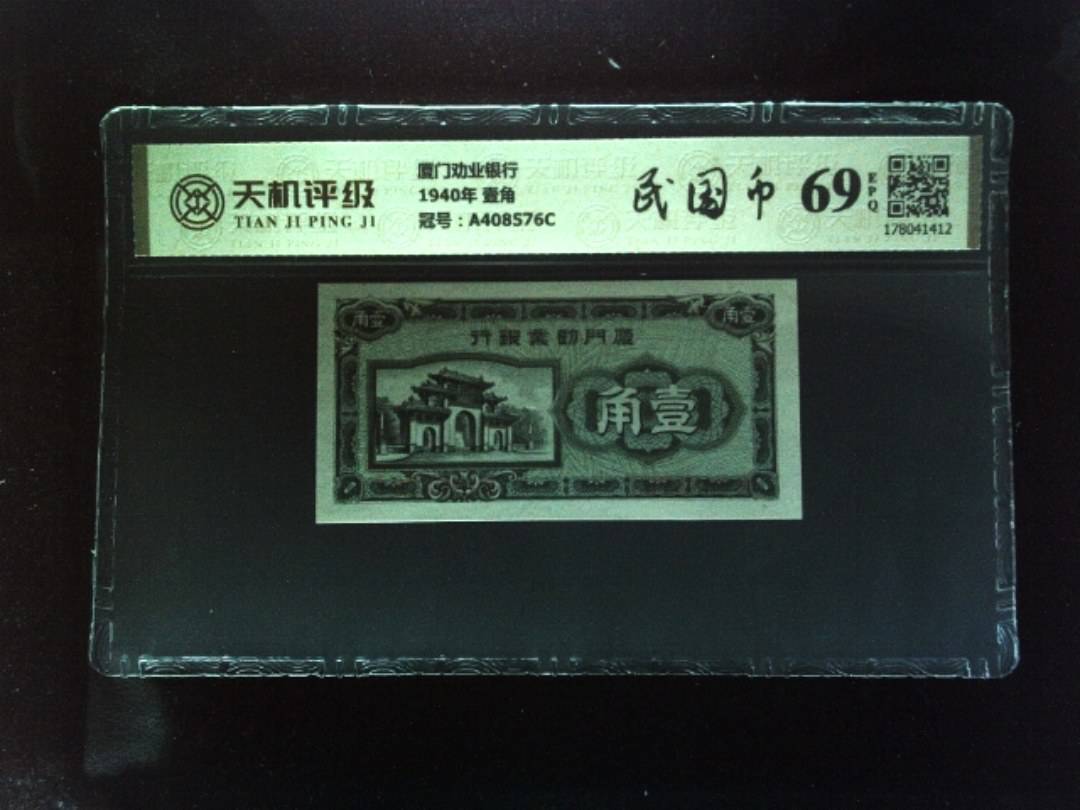 天机评级
TIAN JI PING JI
厦门劝业银行
1940年 壹角
冠号：A408576C
民国币
69
EPQ
178041412
角壹
角壹
行銀業勸門廈
角壹